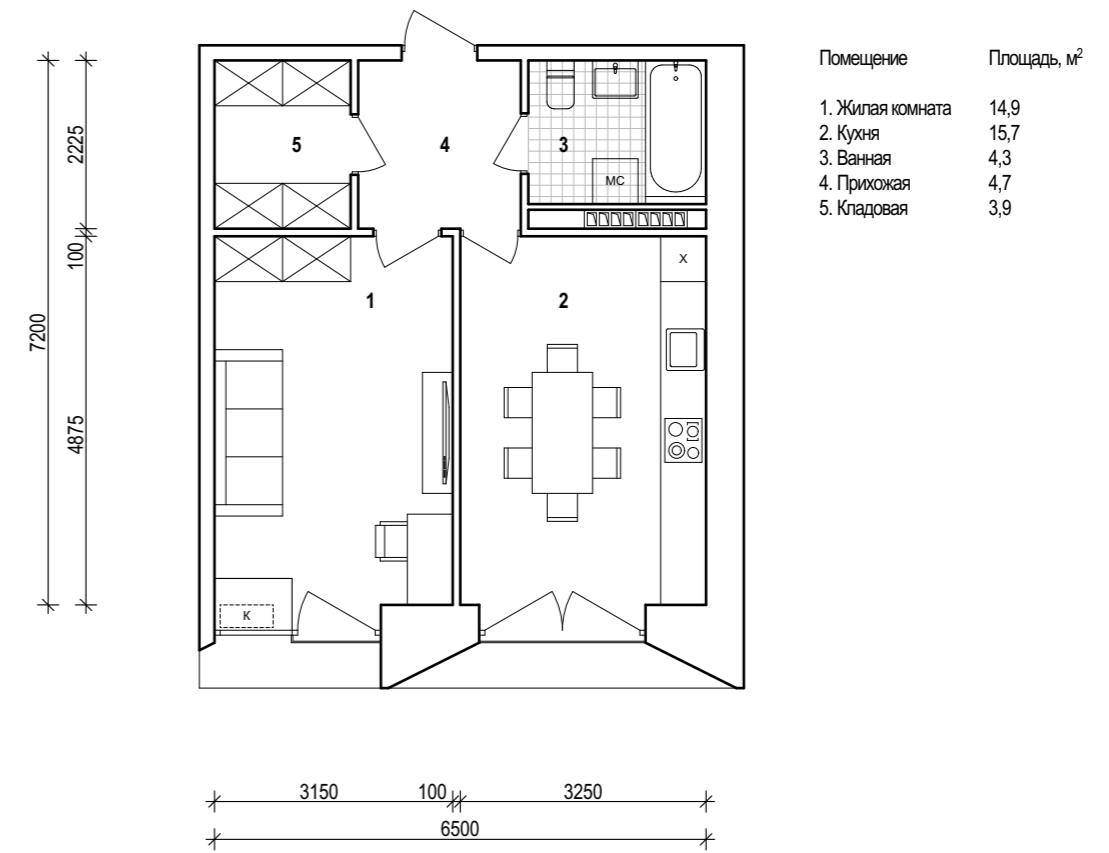 Помещение Площадь, м²
1. Жилая комната 14,9
2. Кухня 15,7
3. Ванная 4,3
4. Прихожая 4,7
5. Кладовая 3,9
5
4
3
МС
1
2
Х
К
7200
2225
100
4875
3150 100 3250
6500